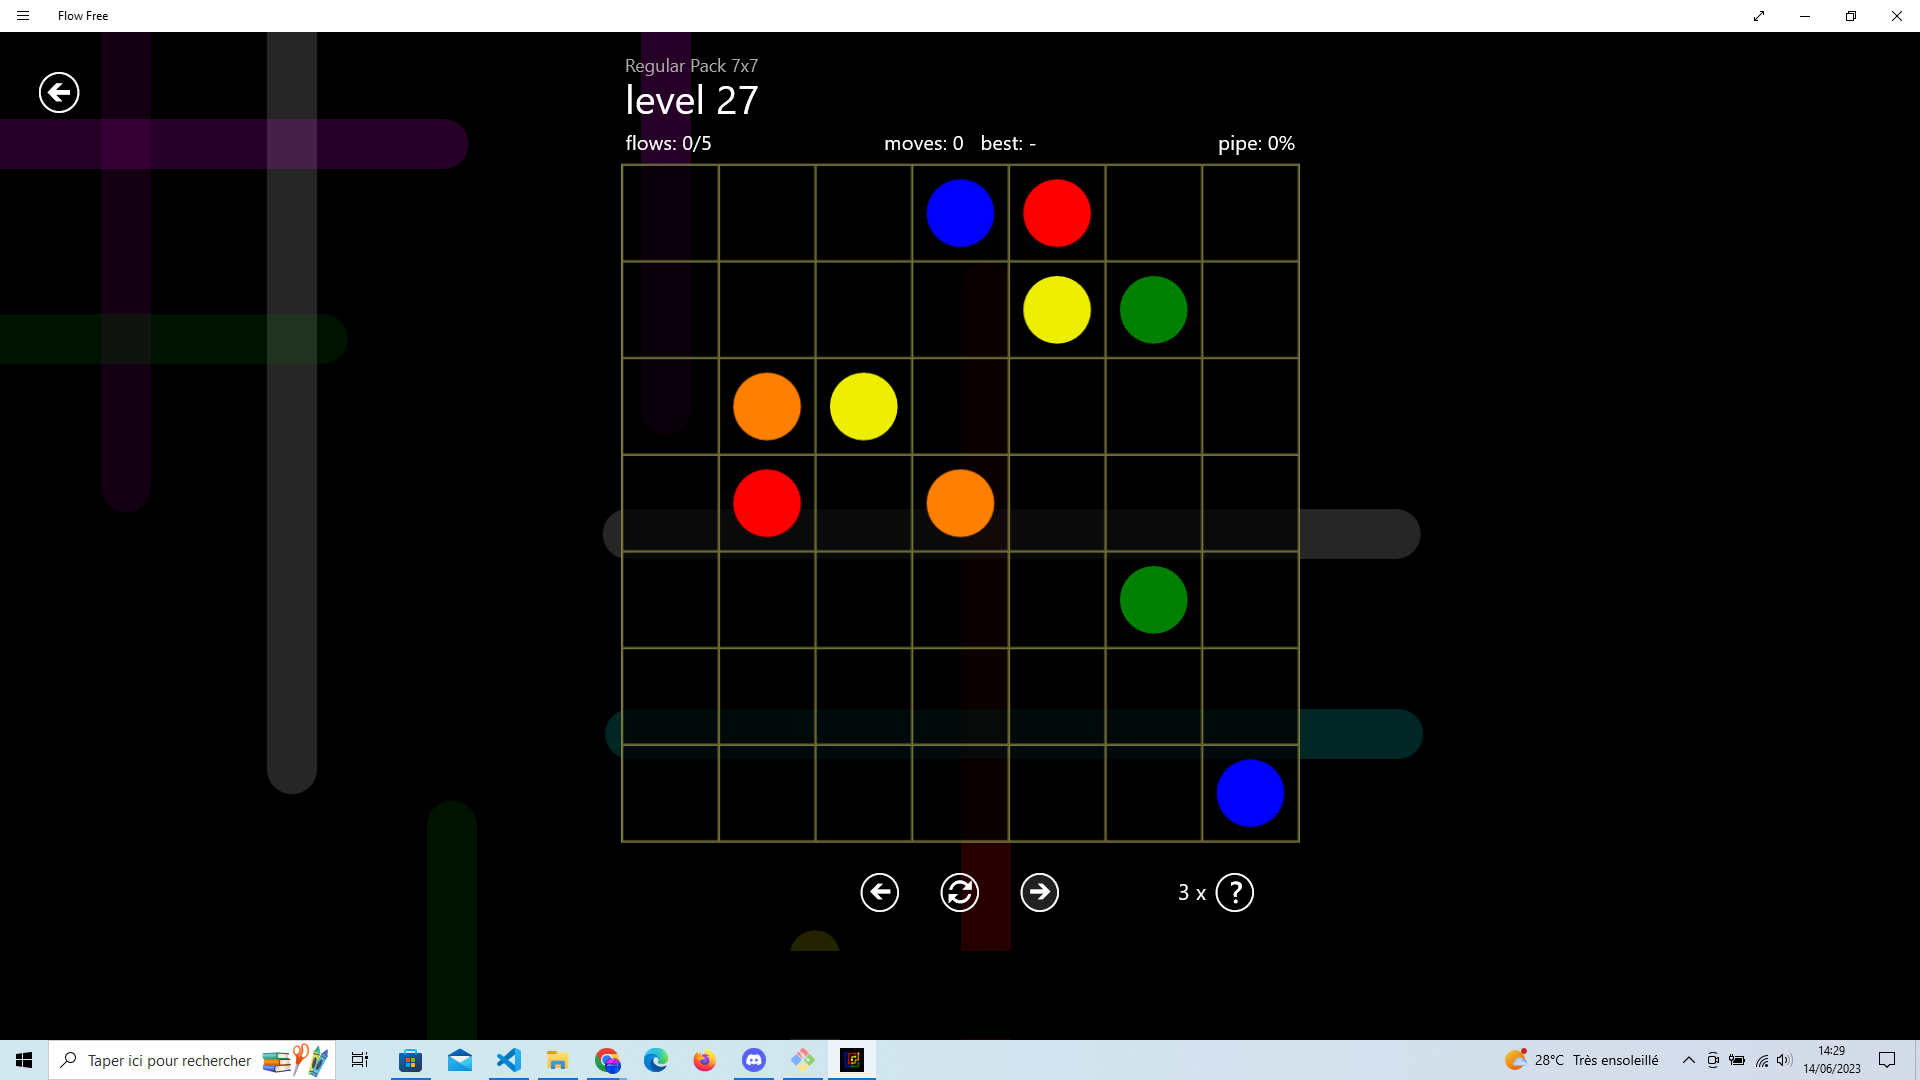 Flow Free
Regular Pack 7x7
level 27
flows: 0/5 moves: 0 best: - pipe: 0%
3 x ?
Taper ici pour rechercher
28°C Très ensoleillé
14:29
14/06/2023